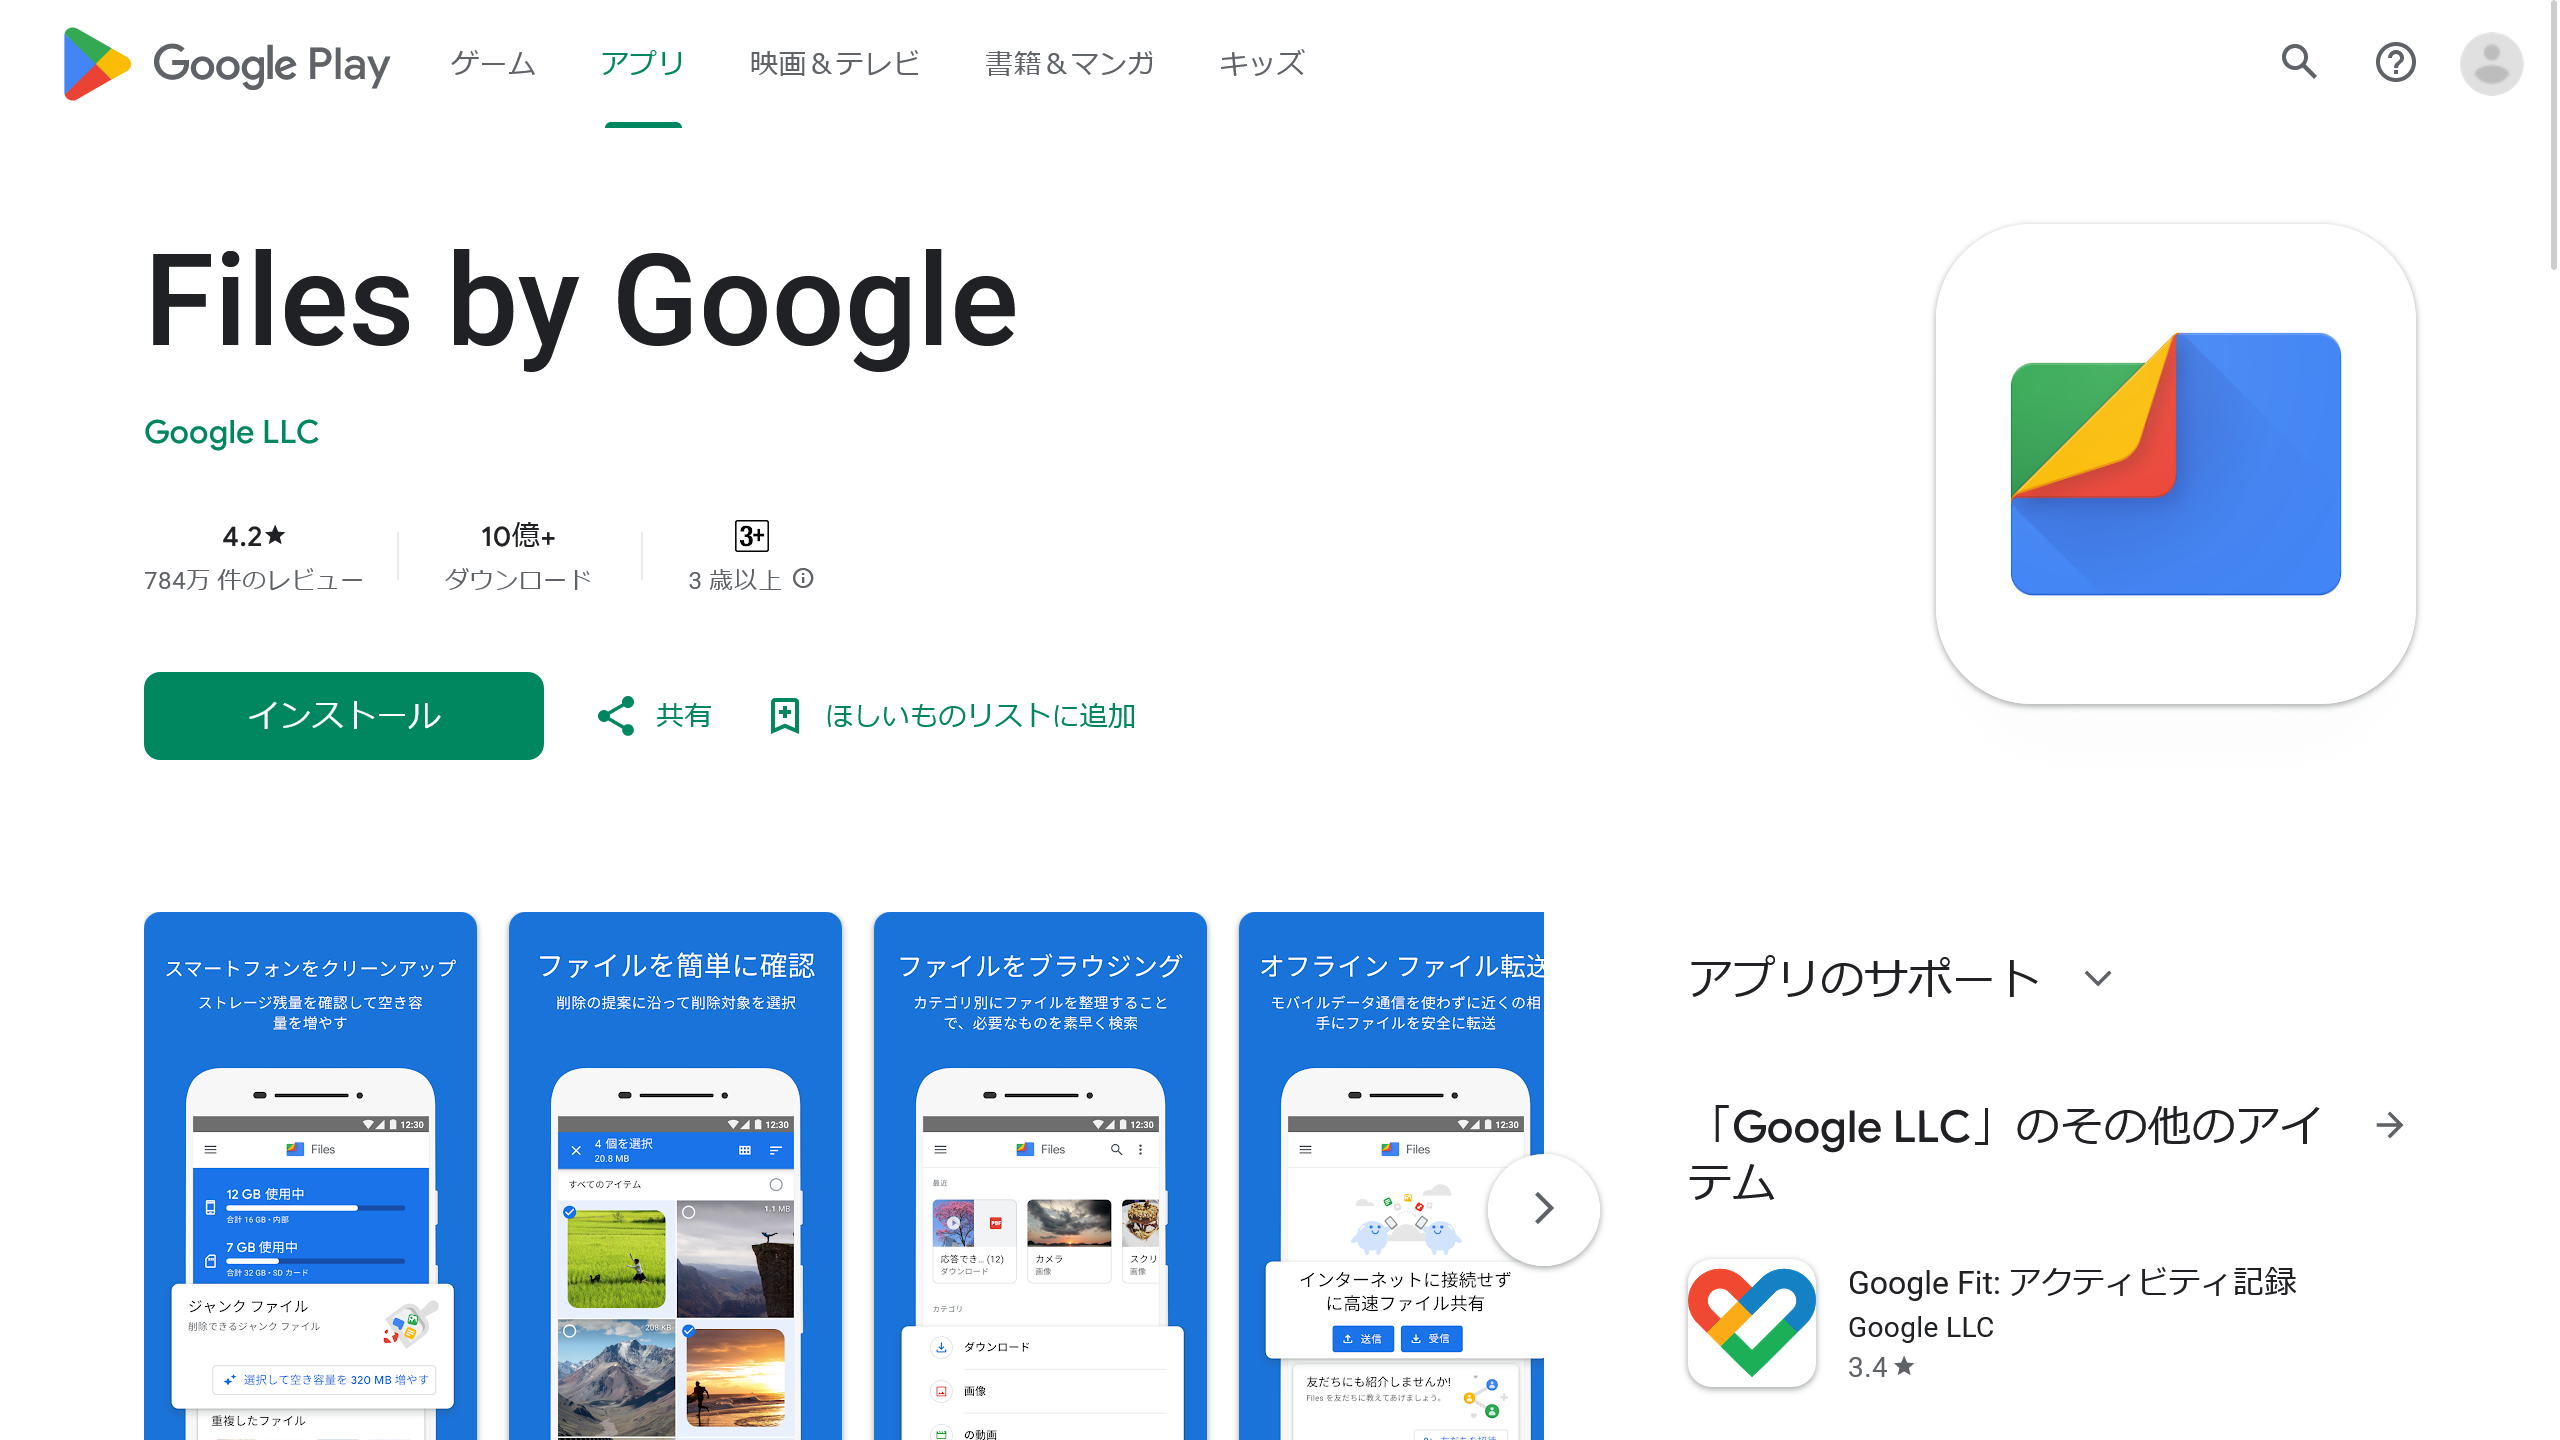 Google Play
ゲーム
アプリ
映画＆テレビ
書籍＆マンガ
キッズ
Files by Google
Google LLC
4.2★
784万 件のレビュー
10億+
ダウンロード
3+
3 歳以上
インストール
共有
ほしいものリストに追加
スマートフォンをクリーンアップ
ストレージ残量を確認して空き容
量を増やす
12:30
Files
12 GB 使用中
合計 16 GB • 内部
7 GB 使用中
合計 32 GB • SD カード
ジャンク ファイル
削除できるジャンク ファイル
選択して空き容量を 320 MB 増やす
重複したファイル
ファイルを簡単に確認
削除の提案に沿って削除対象を選択
12:30
4 個を選択
20.8 MB
すべてのアイテム
1.1 MB
208 KB
ファイルをブラウジング
カテゴリ別にファイルを整理すること
で、必要なものを素早く検索
12:30
Files
最近
PDF
応答でき... (12)
ダウンロード
カメラ
画像
スクリ
画像
カテゴリ
ダウンロード
画像
の動画
オフライン ファイル転送
モバイルデータ通信を使わずに近くの相
手にファイルを安全に転送
12:30
Files
インターネットに接続せず
に高速ファイル共有
送信
受信
友だちにも紹介しませんか!
Files を友だちに教えてあげましょう。
アプリのサポート
「Google LLC」のその他のアイ
テム
Google Fit: アクティビティ記録
Google LLC
3.4★